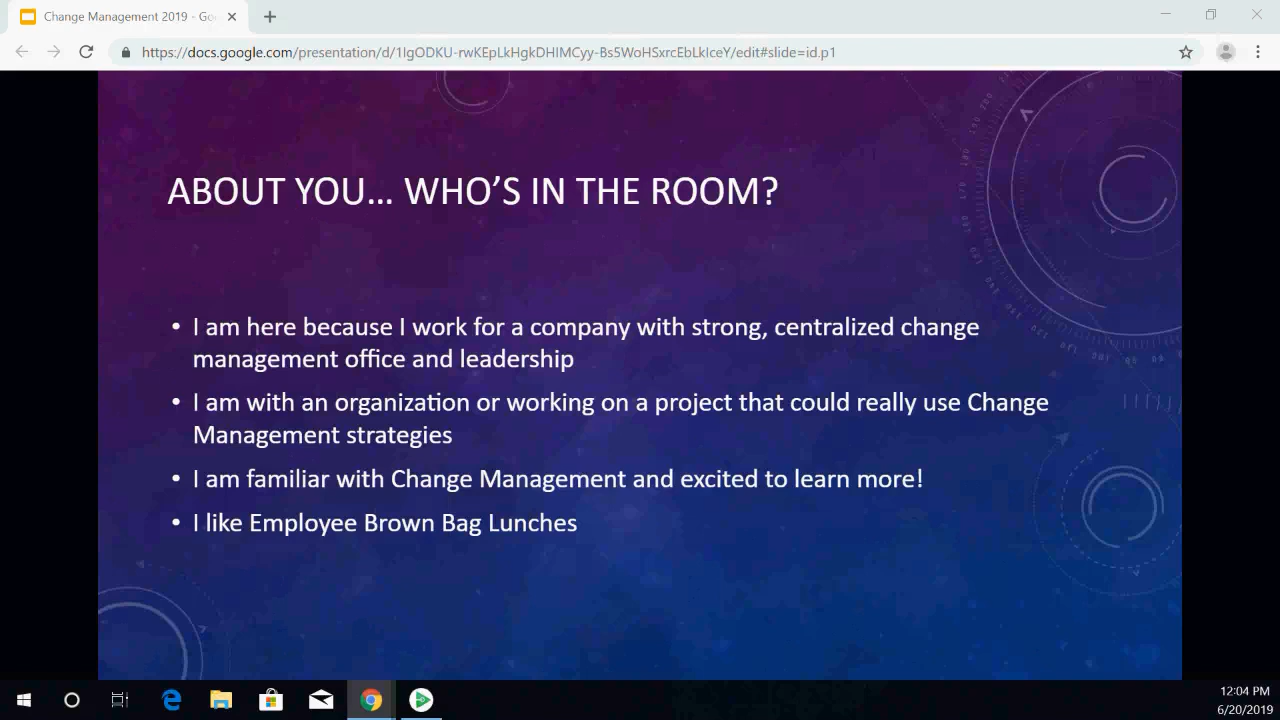 Change Management 2019 - Go
https://docs.google.com/presentation/d/1IgODKU-rwKEpLkHgkDHIMCyy-Bs5WoHSxrcEbLkIceY/edit#slide=id.p1
ABOUT YOU… WHO’S IN THE ROOM?
• I am here because I work for a company with strong, centralized change
management office and leadership
• I am with an organization or working on a project that could really use Change
Management strategies
• I am familiar with Change Management and excited to learn more!
• I like Employee Brown Bag Lunches
12:04 PM
6/20/2019